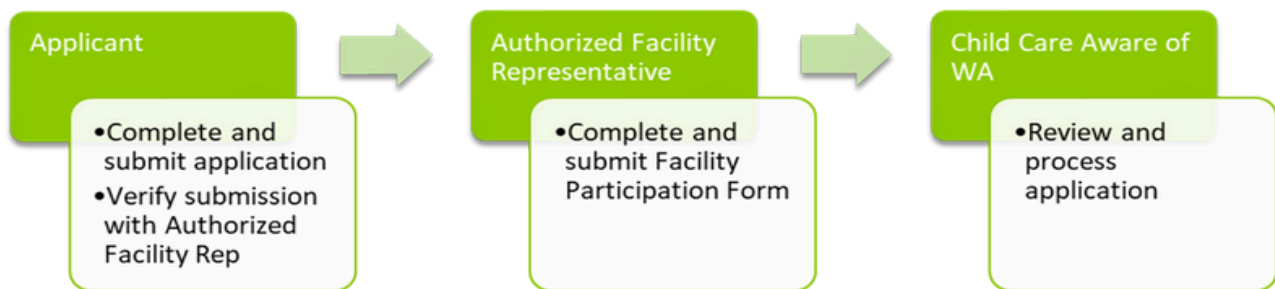 Applicant
•Complete and
submit application
•Verify submission
with Authorized
Facility Rep
Authorized Facility
Representative
•Complete and
submit Facility
Participation Form
Child Care Aware of
WA
•Review and
process
application